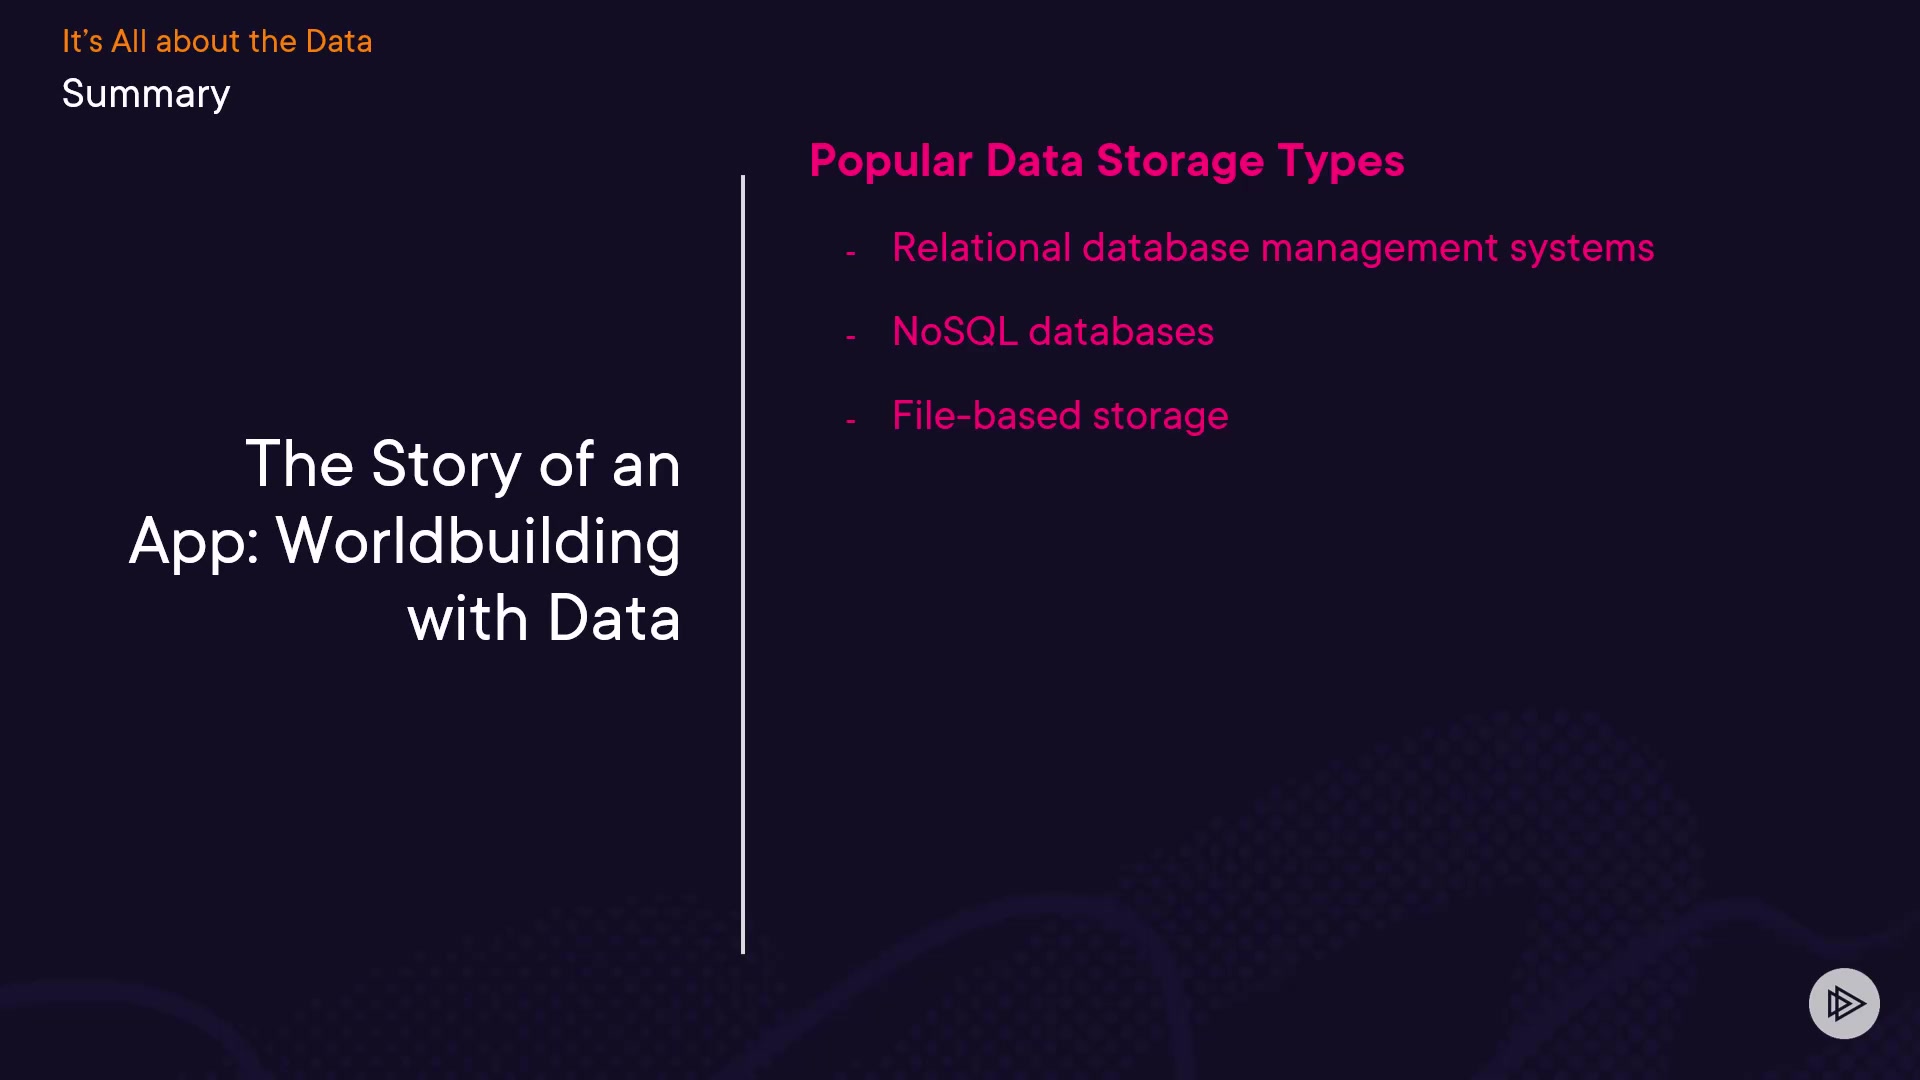 It’s All about the Data
Summary
The Story of an
App: Worldbuilding
with Data
Popular Data Storage Types
- Relational database management systems
- NoSQL databases
- File-based storage